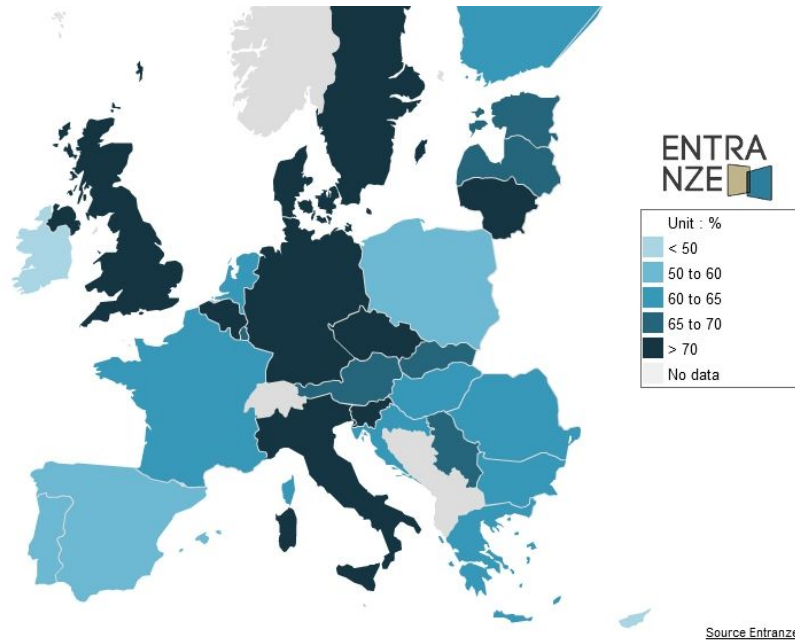 ENTRA
NZE
Unit : %
< 50
50 to 60
60 to 65
65 to 70
> 70
No data
Source Entranze